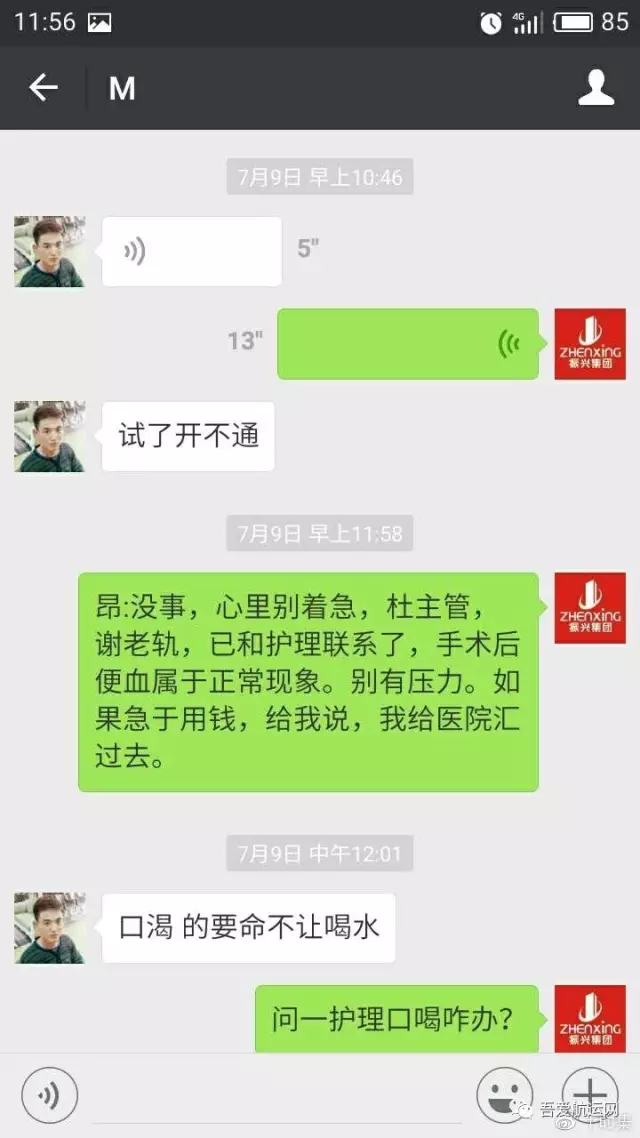 11:56
4G
85
M
7月9日 早上10:46
5"
13"
ZHENXING
振兴集团
试了开不通
7月9日 早上11:58
昂:没事，心里别着急，杜主管，
谢老轨，已和护理联系了，手术后
便血属于正常现象。别有压力。如
果急于用钱，给我说，我给医院汇
过去。
ZHENXING
振兴集团
7月9日 中午12:01
口渴 的要命不让喝水
问一护理口喝咋办？
ZHENXING
振兴集团
吾爱航运网